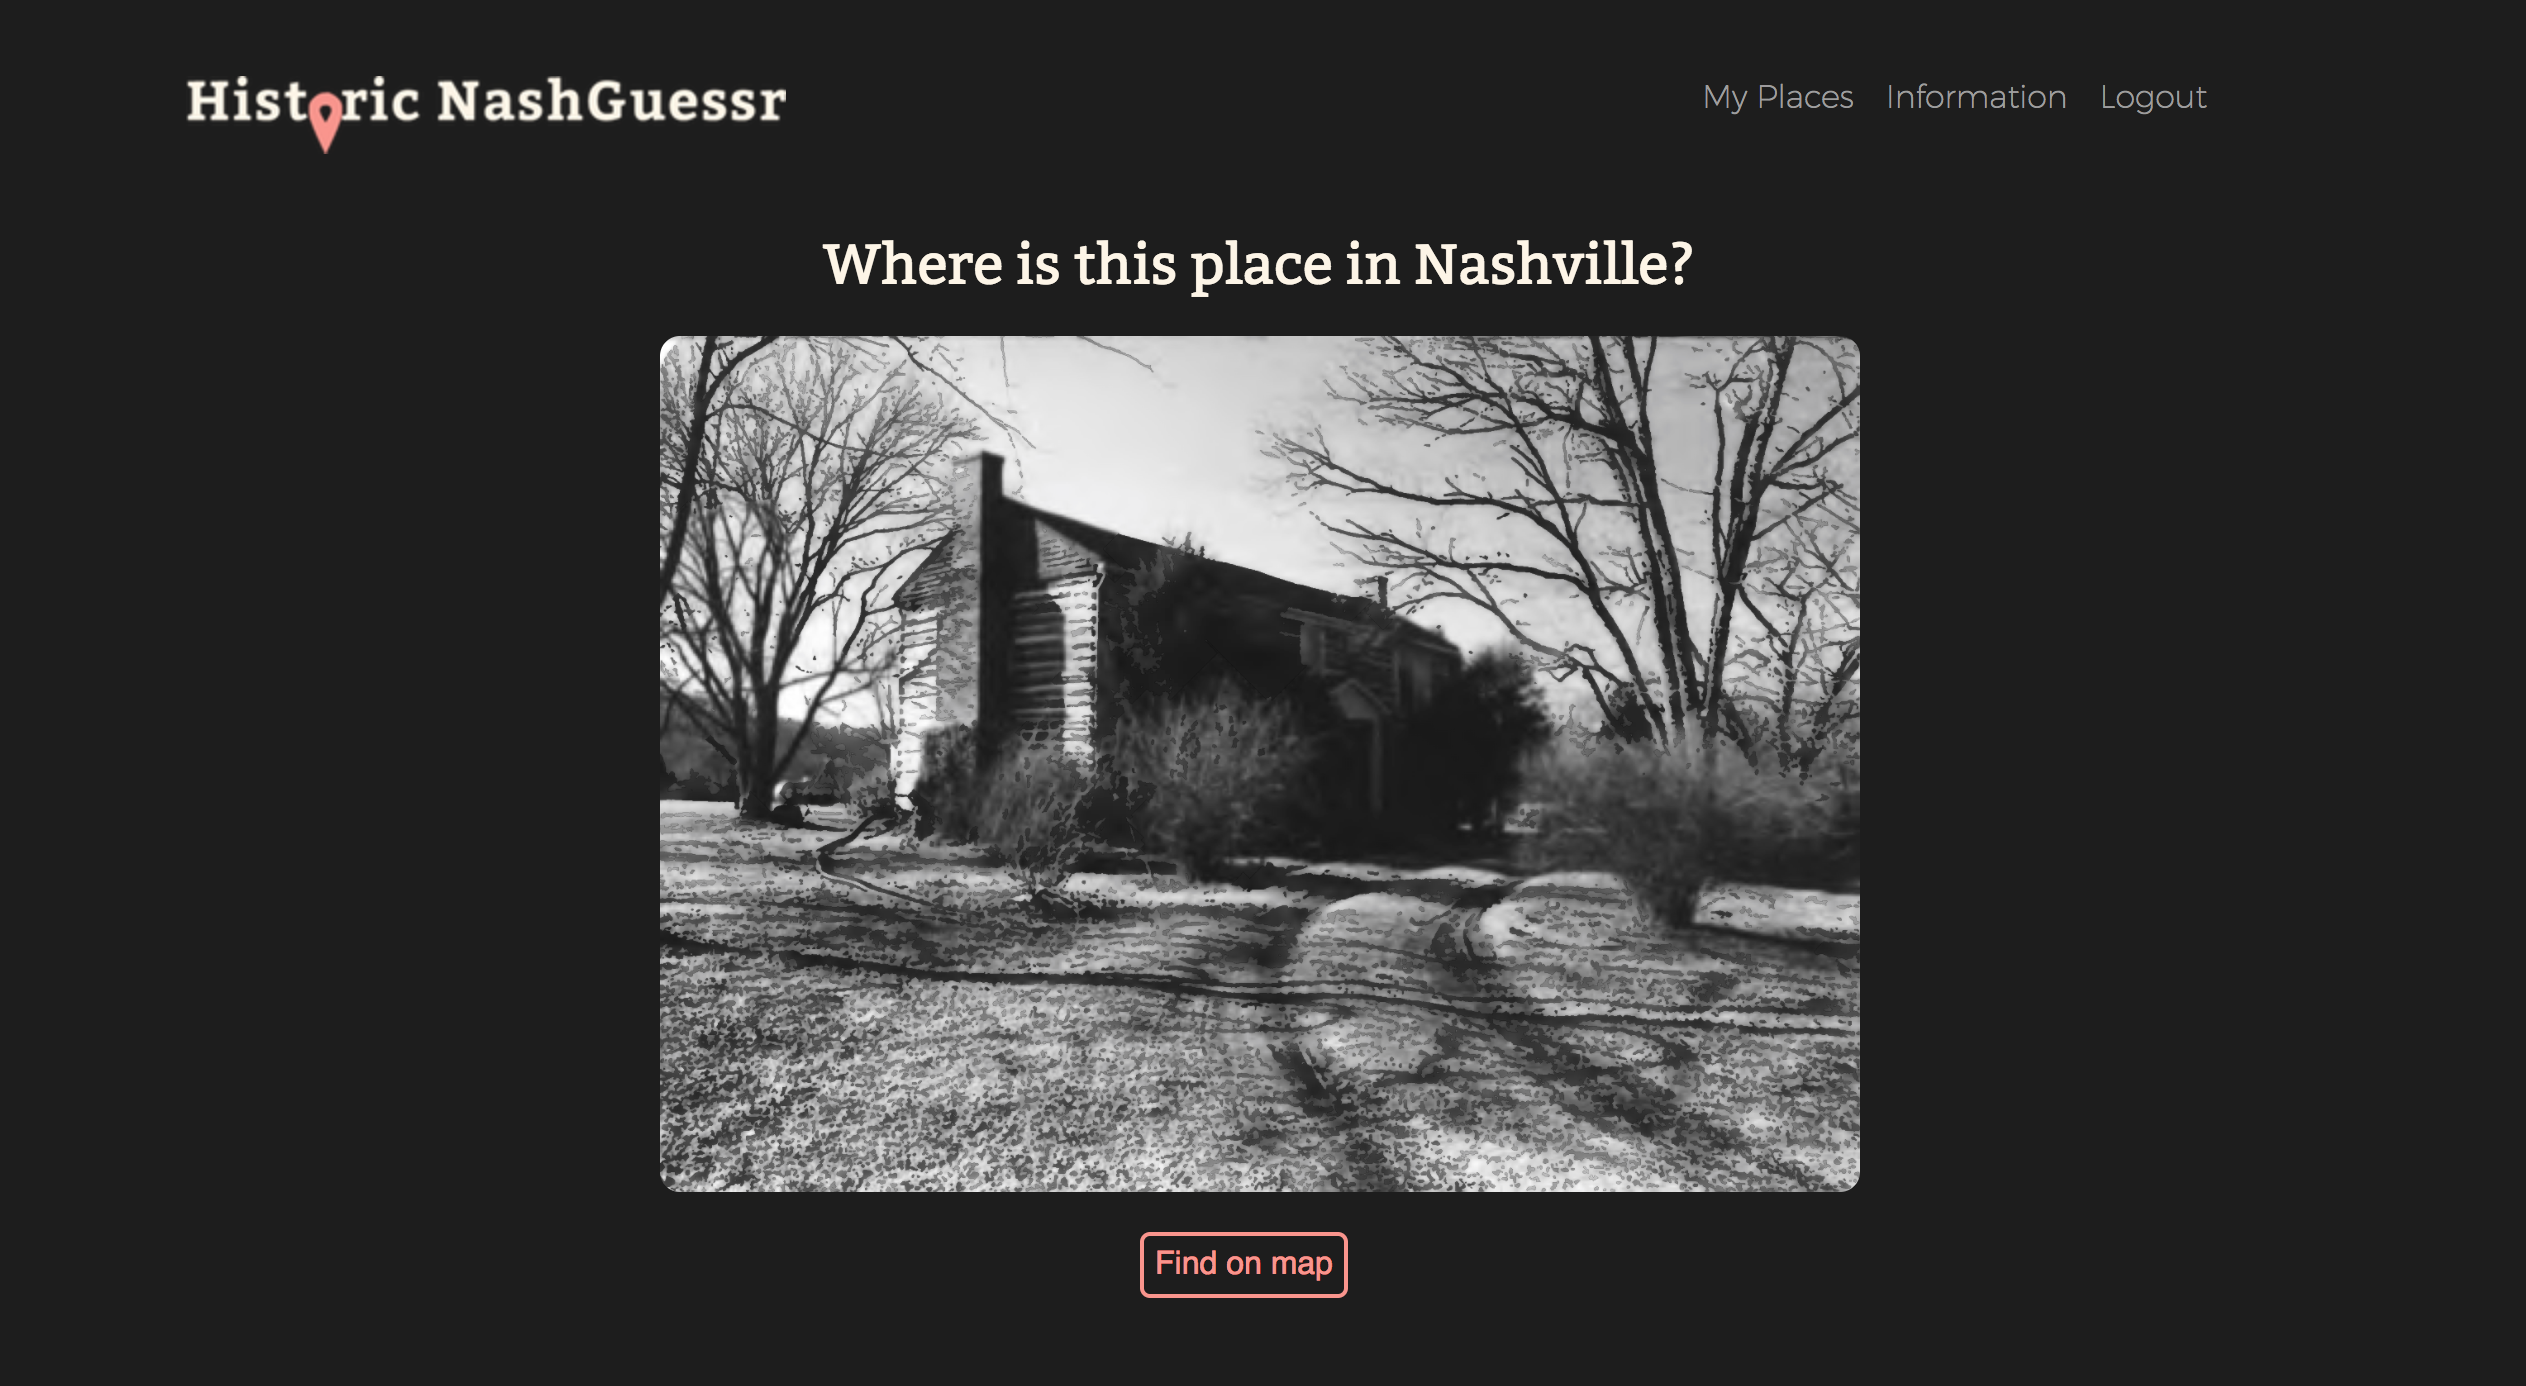 Historic NashGuessr
My Places Information Logout
Where is this place in Nashville?
Find on map